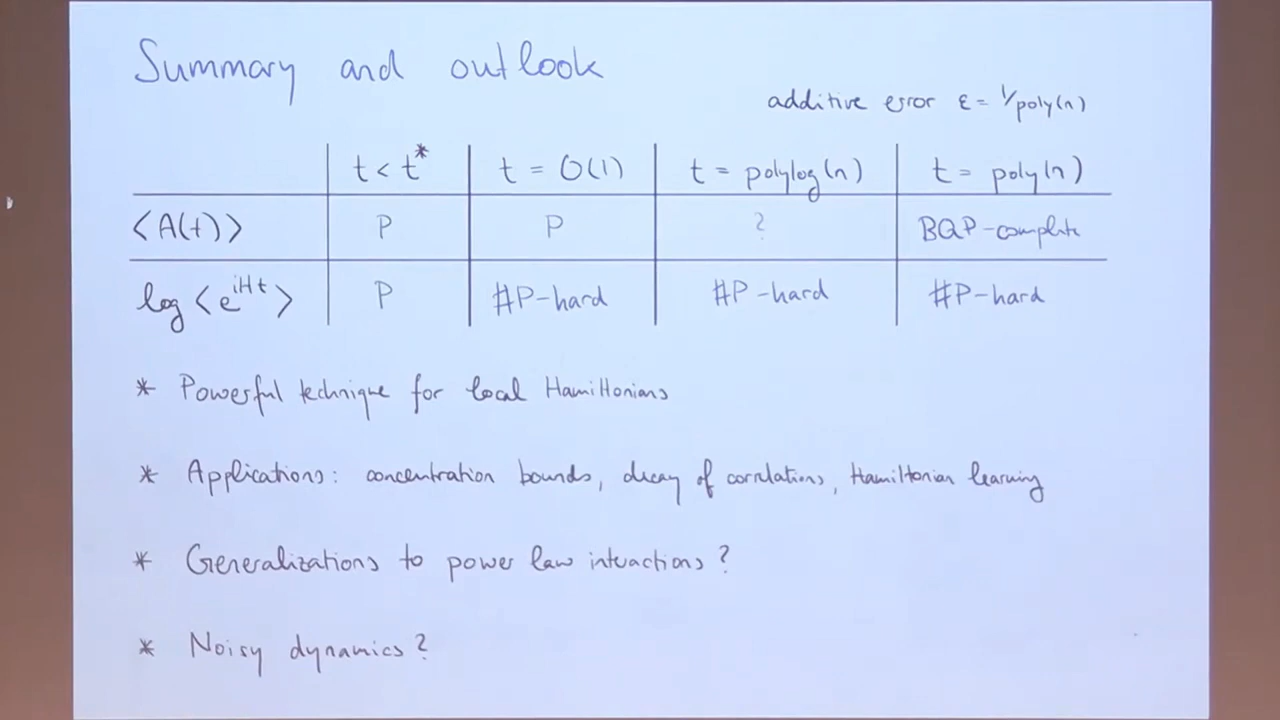 Summary and outlook
additive error ε = 1/poly(n)
t < t* | t = O(1) | t = polylog(n) | t = poly(n)
<A(t)> | P | P | ? | BQP-complete
log <e^{iHt}> | P | #P-hard | #P-hard | #P-hard
* Powerful technique for local Hamiltonians
* Applications: concentration bounds, decay of correlations, Hamiltonian learning
* Generalizations to power law interactions?
* Noisy dynamics?